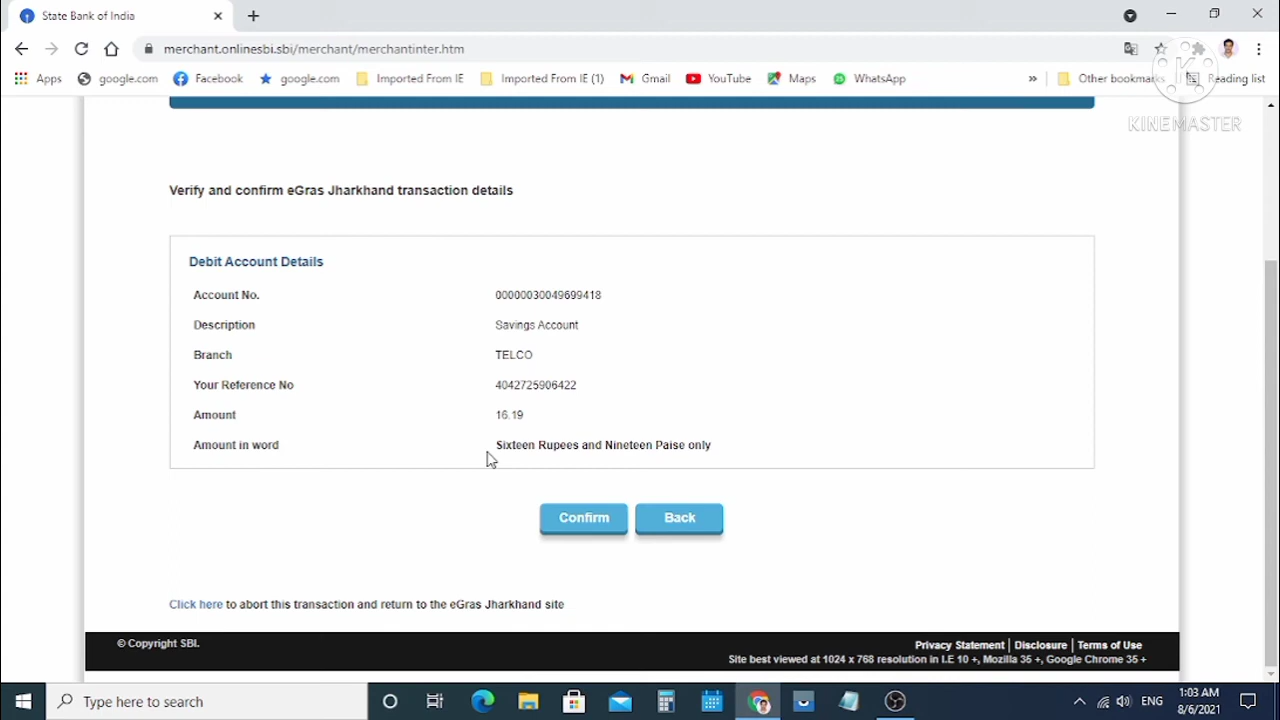 State Bank of India
merchant.onlinesbi.sbi/merchant/merchantinter.htm
Apps google.com Facebook google.com Imported From IE Imported From IE (1) Gmail YouTube Maps WhatsApp » Other bookmarks Reading list
K
KINEMASTER
Verify and confirm eGras Jharkhand transaction details
Debit Account Details
Account No. 00000030049699418
Description Savings Account
Branch TELCO
Your Reference No 4042725906422
Amount 16.19
Amount in word Sixteen Rupees and Nineteen Paise only
Confirm Back
Click here to abort this transaction and return to the eGras Jharkhand site
© Copyright SBI. Privacy Statement | Disclosure | Terms of Use
Site best viewed at 1024 x 768 resolution in I.E 10 +, Mozilla 35 +, Google Chrome 35 +
Type here to search ENG 1:03 AM
8/6/2021